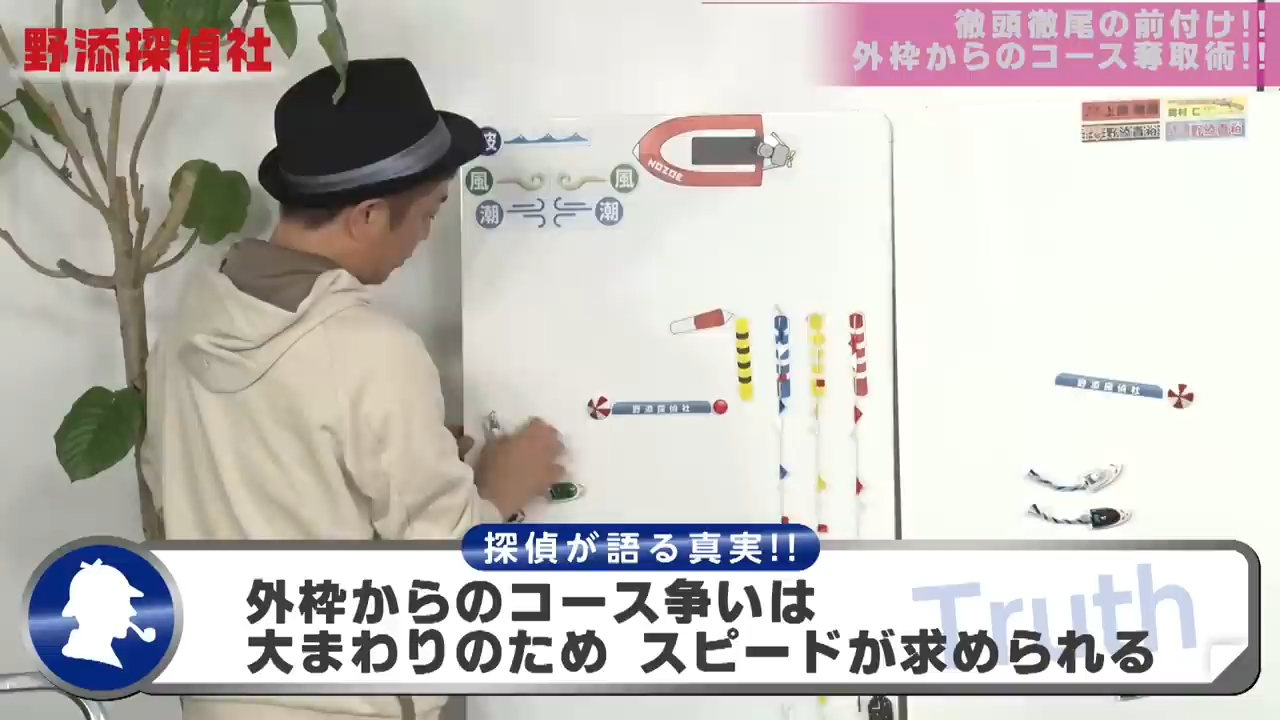 野添探偵社
徹頭徹尾の前付け!!
外枠からのコース奪取術!!
波
風
風
潮
潮
NOZOE
野添探偵社
野添探偵社
探偵が語る真実!!
Truth
外枠からのコース争いは
大まわりのため スピードが求められる